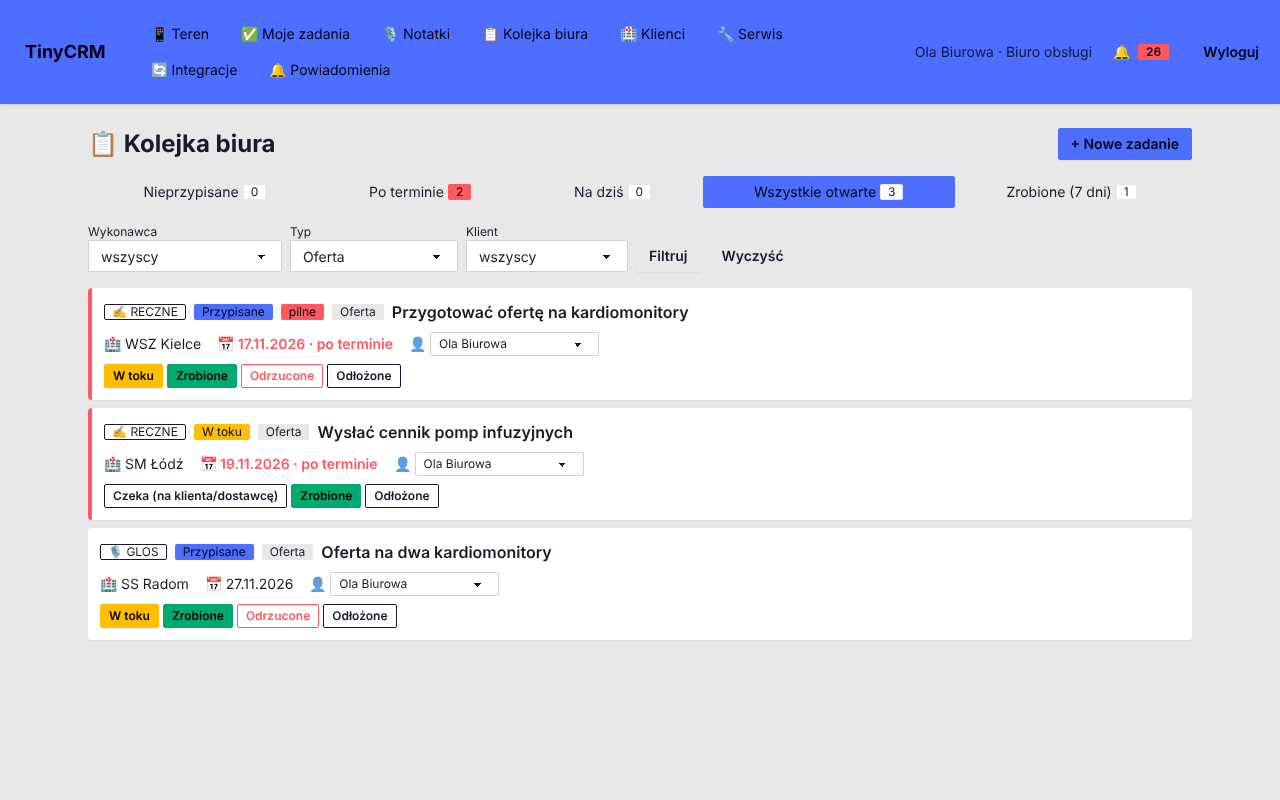 TinyCRM
📱 Teren ✅ Moje zadania 🎙️ Notatki 📋 Kolejka biura 🏥 Klienci 🔧 Serwis
🔄 Integracje 🔔 Powiadomienia
Ola Biurowa · Biuro obsługi 🔔 26 Wyloguj
📋 Kolejka biura
+ Nowe zadanie
Nieprzypisane 0 Po terminie 2 Na dziś 0 Wszystkie otwarte 3 Zrobione (7 dni) 1
Wykonawca Typ Klient
wszyscy Oferta wszyscy Filtruj Wyczyść
✍️ RECZNE Przypisane pilne Oferta Przygotować ofertę na kardiomonitory
🏥 WSZ Kielce 📅 17.11.2026 · po terminie 👤 Ola Biurowa
W toku Zrobione Odrzucone Odłożone
✍️ RECZNE W toku Oferta Wysłać cennik pomp infuzyjnych
🏥 SM Łódź 📅 19.11.2026 · po terminie 👤 Ola Biurowa
Czeka (na klienta/dostawcę) Zrobione Odłożone
🎙️ GLOS Przypisane Oferta Oferta na dwa kardiomonitory
🏥 SS Radom 📅 27.11.2026 👤 Ola Biurowa
W toku Zrobione Odrzucone Odłożone